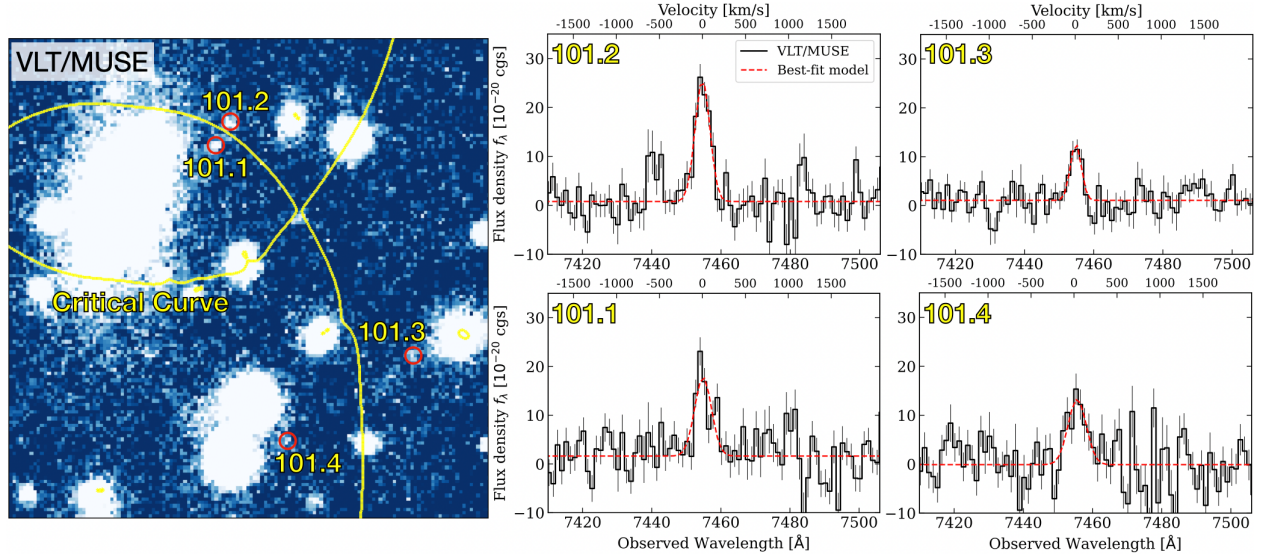 VLT/MUSE
101.2
101.1
Critical Curve
101.3
101.4
Velocity [km/s]
-1500 -1000 -500 0 500 1000 1500
101.2
VLT/MUSE
Best-fit model
30
20
10
0
−10
Flux density fλ [10⁻²⁰ cgs]
7420 7440 7460 7480 7500
Velocity [km/s]
-1500 -1000 -500 0 500 1000 1500
101.3
30
20
10
0
−10
7420 7440 7460 7480 7500
-1500 -1000 -500 0 500 1000 1500
101.1
30
20
10
0
−10
Flux density fλ [10⁻²⁰ cgs]
7420 7440 7460 7480 7500
Observed Wavelength [Å]
-1500 -1000 -500 0 500 1000 1500
101.4
30
20
10
0
−10
7420 7440 7460 7480 7500
Observed Wavelength [Å]